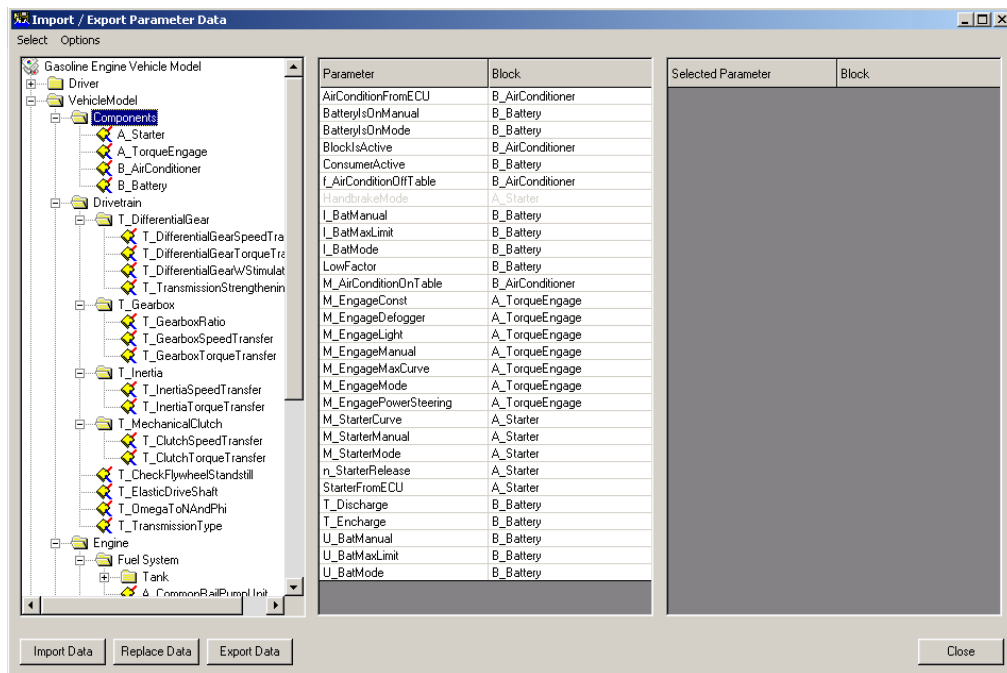 Import / Export Parameter Data
Select Options
Gasoline Engine Vehicle Model
Driver
VehicleModel
Components
A_Starter
A_TorqueEngage
B_AirConditioner
B_Battery
Drivetrain
T_DifferentialGear
T_DifferentialGearSpeedTra
T_DifferentialGearTorqueTra
T_DifferentialGearWStimulat
T_TransmissionStrengthenin
T_Gearbox
T_GearboxRatio
T_GearboxSpeedTransfer
T_GearboxTorqueTransfer
T_Inertia
T_InertiaSpeedTransfer
T_InertiaTorqueTransfer
T_MechanicalClutch
T_ClutchSpeedTransfer
T_ClutchTorqueTransfer
T_CheckFlywheelStandstill
T_ElasticDriveShaft
T_OmegaToNAndPhi
T_TransmissionType
Engine
Fuel System
Tank
A_CommonRailPumpUnit
Parameter Block
AirConditionFromECU B_AirConditioner
BatteryIsOnManual B_Battery
BatteryIsOnMode B_Battery
BlockIsActive B_AirConditioner
ConsumerActive B_Battery
f_AirConditionOffTable B_AirConditioner
HandbrakeMode A_Starter
I_BatManual B_Battery
I_BatMaxLimit B_Battery
I_BatMode B_Battery
LowFactor B_Battery
M_AirConditionOnTable B_AirConditioner
M_EngageConst A_TorqueEngage
M_EngageDefogger A_TorqueEngage
M_EngageLight A_TorqueEngage
M_EngageManual A_TorqueEngage
M_EngageMaxCurve A_TorqueEngage
M_EngageMode A_TorqueEngage
M_EngagePowerSteering A_TorqueEngage
M_StarterCurve A_Starter
M_StarterManual A_Starter
M_StarterMode A_Starter
n_StarterRelease A_Starter
StarterFromECU A_Starter
T_Discharge B_Battery
T_Encharge B_Battery
U_BatManual B_Battery
U_BatMaxLimit B_Battery
U_BatMode B_Battery
Selected Parameter Block
Import Data Replace Data Export Data Close